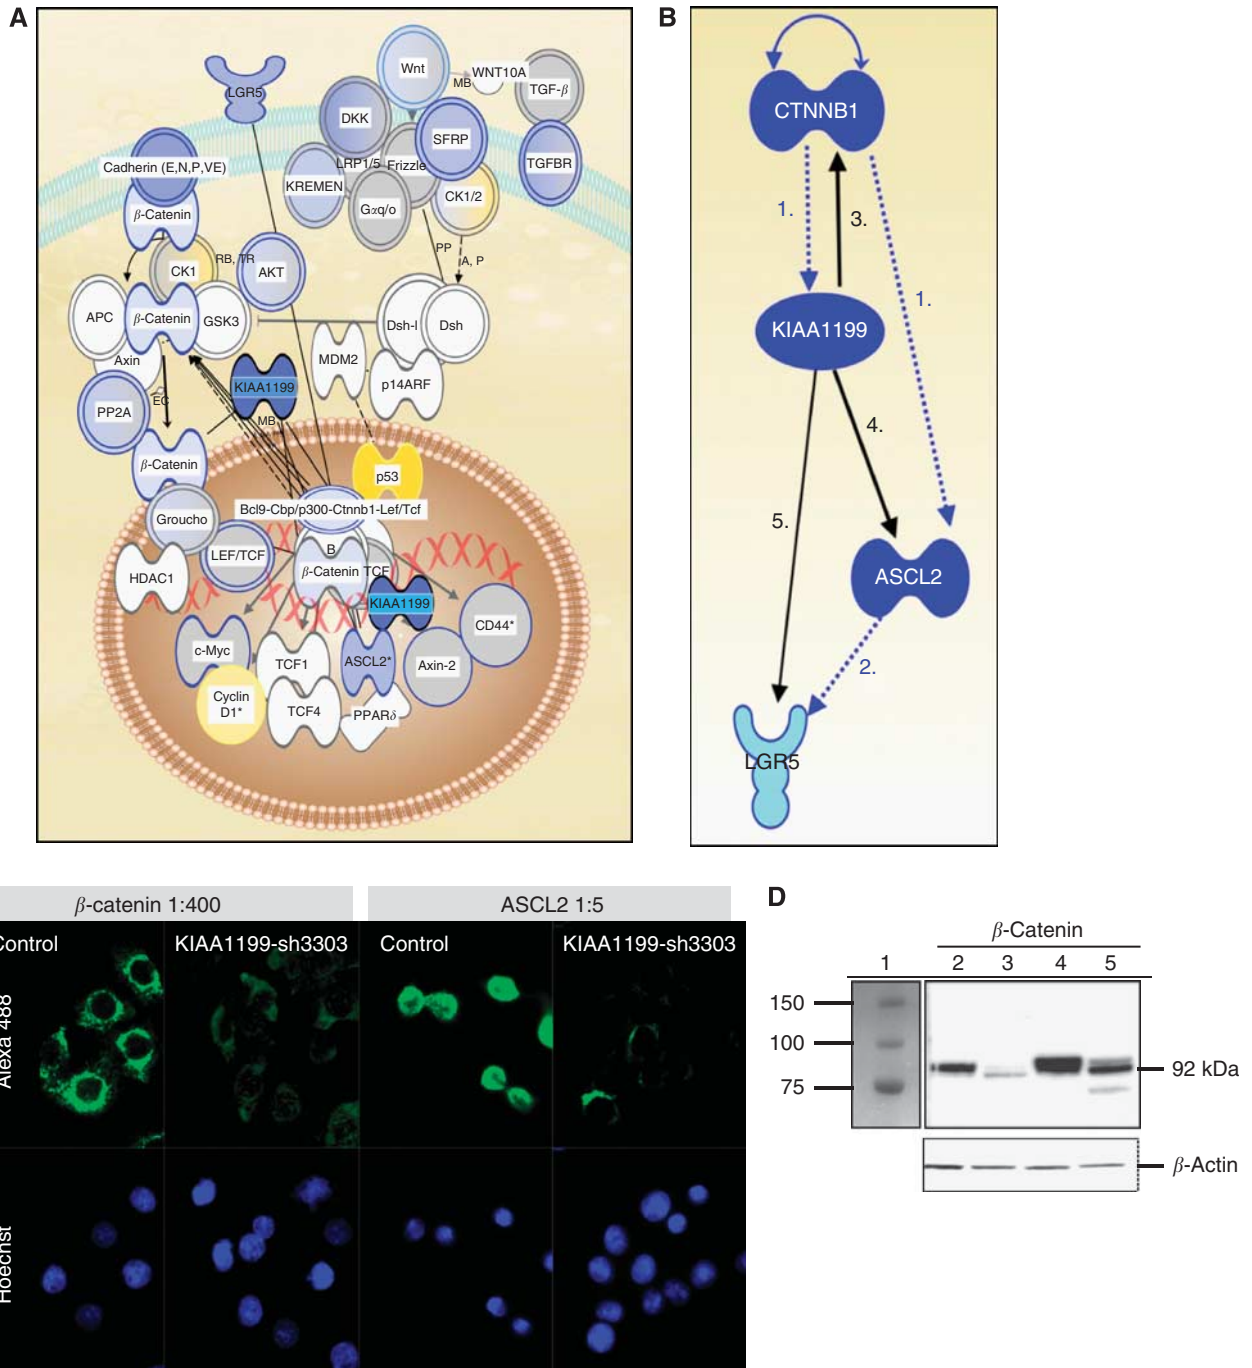 A
LGR5
Wnt
MB
WNT10A
TGF-β
DKK
SFRP
TGFBR
Cadherin (E,N,P,VE)
LRP1/5
Frizzle
KREMEN
CK1/2
Gαq/o
β-Catenin
PP
A, P
RB, TR
CK1
AKT
APC
β-Catenin
GSK3
Dsh-I
Dsh
Axin
MDM2
p14ARF
KIAA1199
EC
PP2A
MB
β-Catenin
p53
Bcl9-Cbp/p300-Ctnnb1-Lef/Tcf
Groucho
LEF/TCF
B
β-Catenin
TCF
HDAC1
KIAA1199
CD44*
c-Myc
TCF1
ASCL2*
Axin-2
Cyclin
D1*
TCF4
PPARδ
B
CTNNB1
1.
3.
1.
KIAA1199
4.
5.
ASCL2
2.
LGR5
β-catenin 1:400
ASCL2 1:5
Control
KIAA1199-sh3303
Control
KIAA1199-sh3303
Alexa 488
Hoechst
D
β-Catenin
1 2 3 4 5
150
100
75
92 kDa
β-Actin